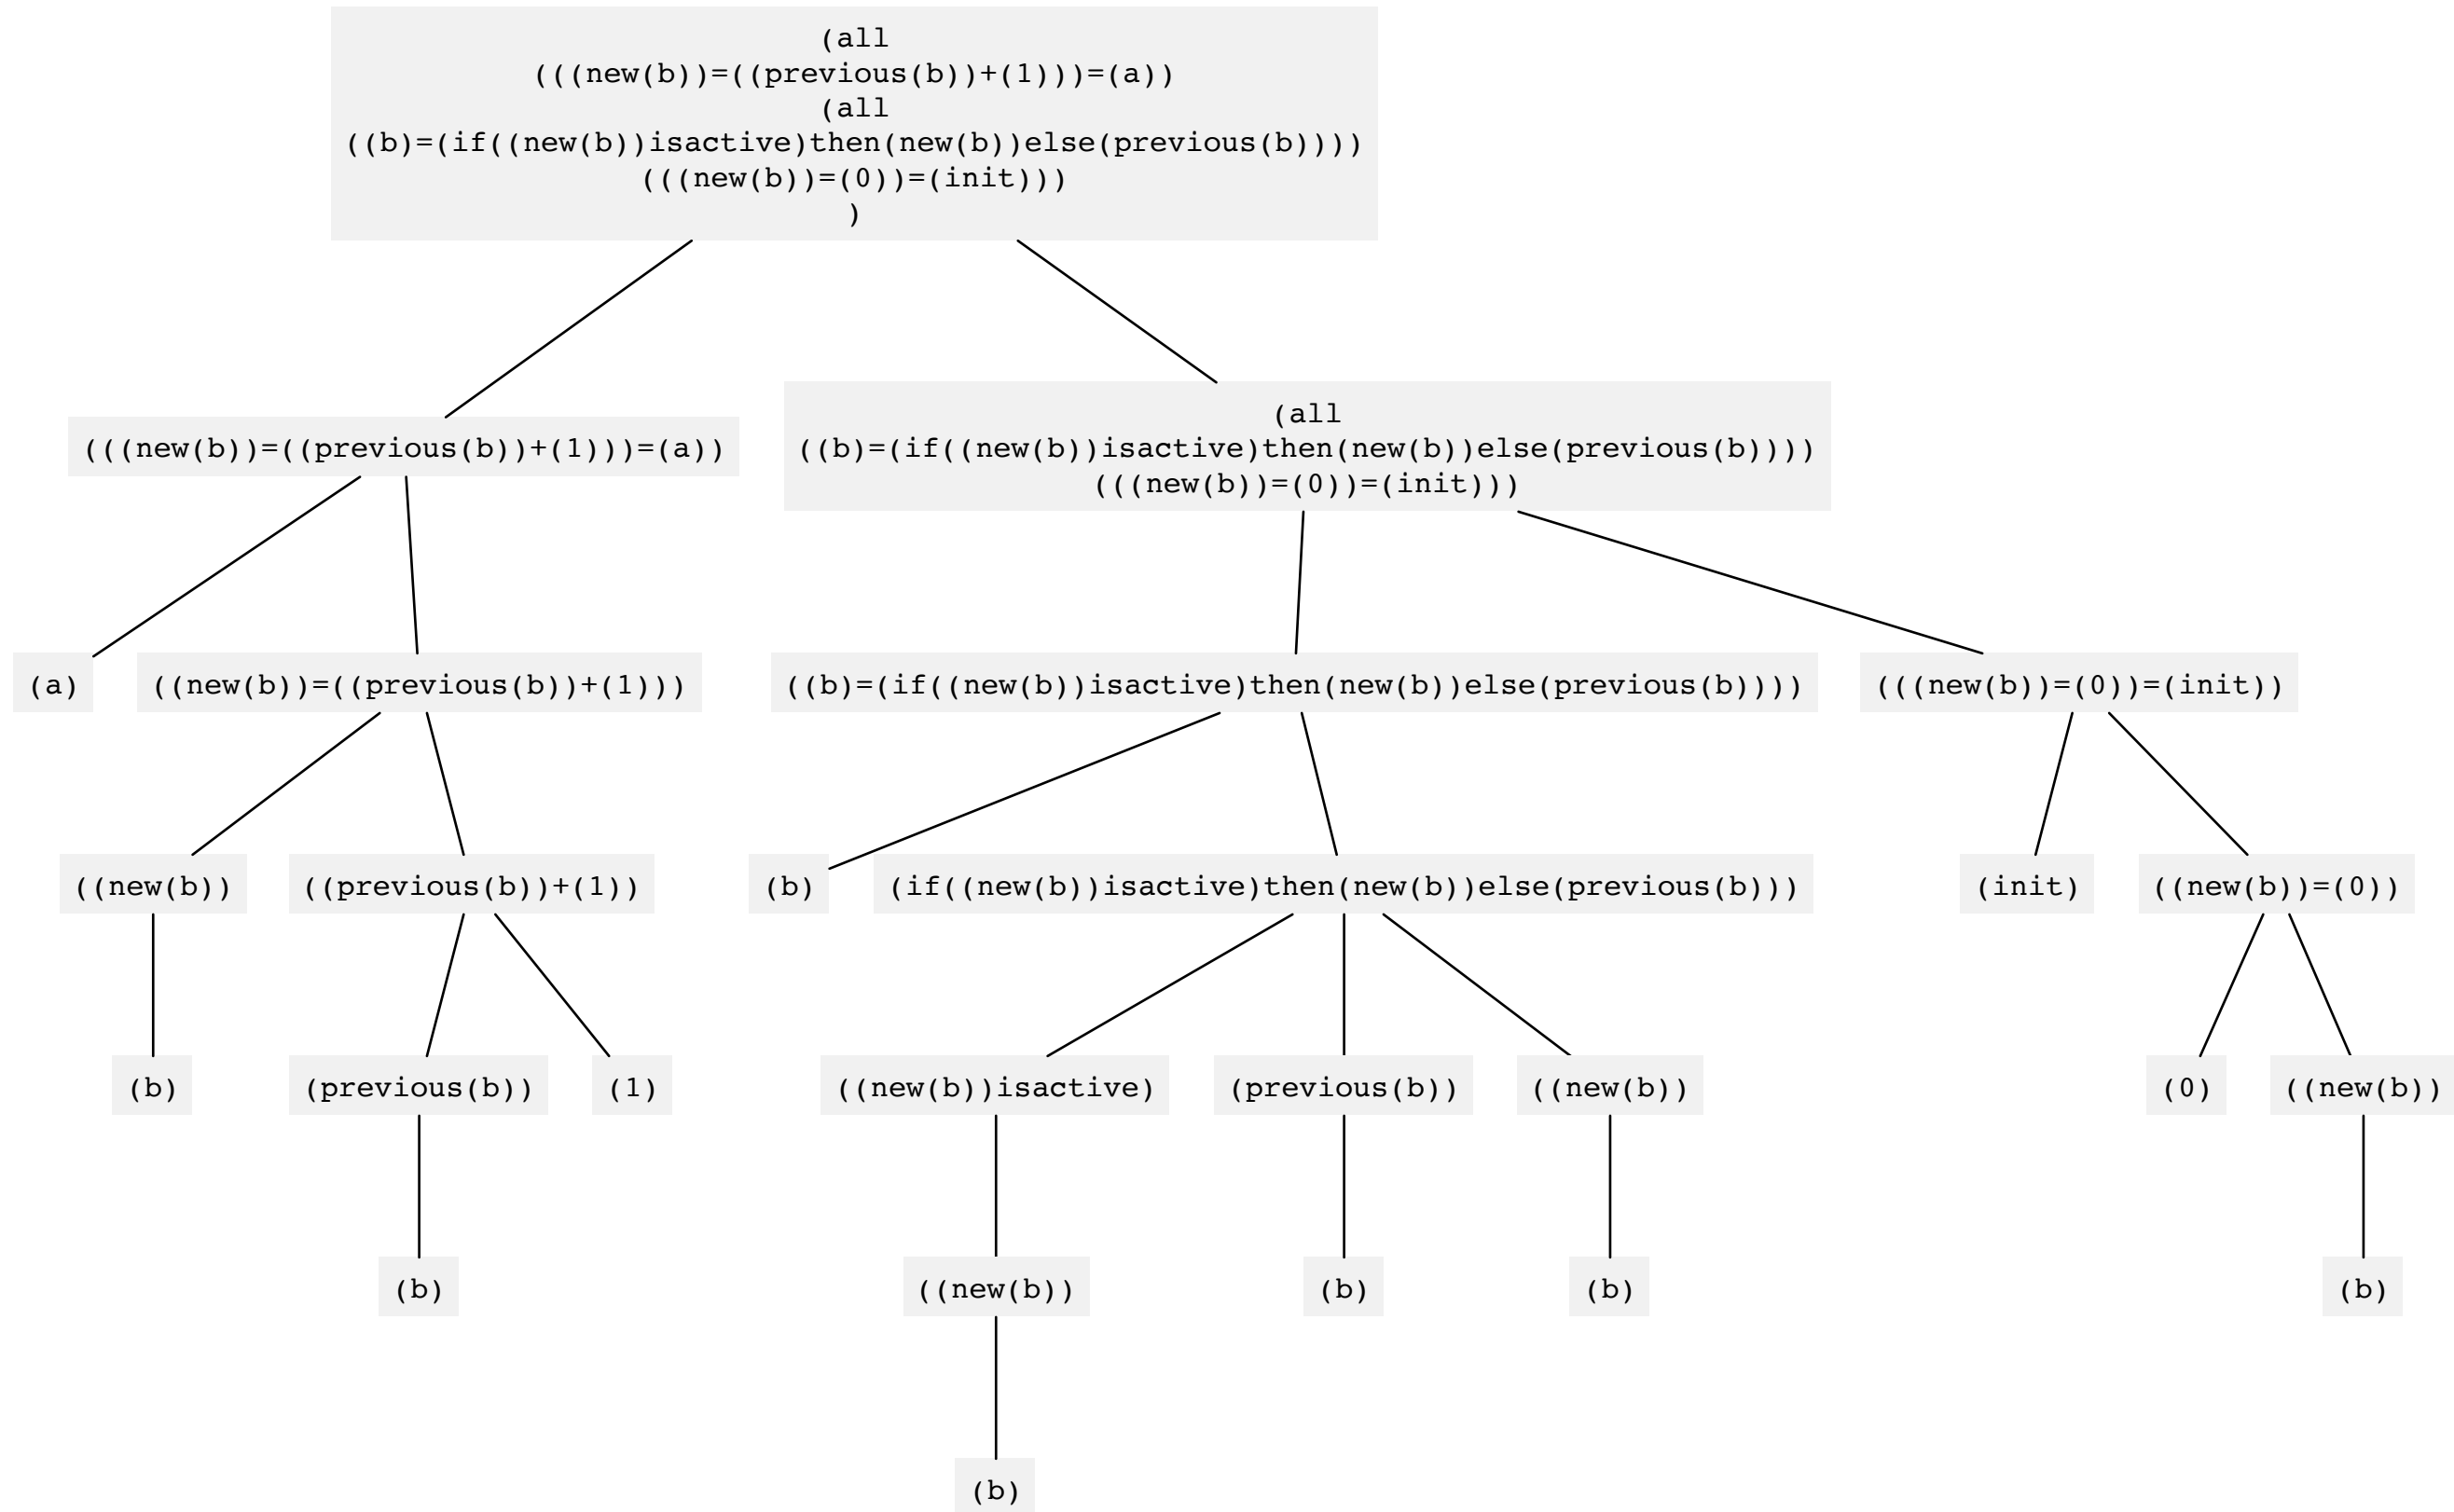 (all
(((new(b))=((previous(b))+(1)))=(a))
(all
((b)=(if((new(b))isactive)then(new(b))else(previous(b))))
(((new(b))=(0))=(init)))
)
(((new(b))=((previous(b))+(1)))=(a))
(all
((b)=(if((new(b))isactive)then(new(b))else(previous(b))))
(((new(b))=(0))=(init)))
(a)
((new(b))=((previous(b))+(1)))
((b)=(if((new(b))isactive)then(new(b))else(previous(b))))
(((new(b))=(0))=(init))
((new(b))
((previous(b))+(1))
(b)
(if((new(b))isactive)then(new(b))else(previous(b)))
(init)
((new(b))=(0))
(b)
(previous(b))
(1)
((new(b))isactive)
(previous(b))
((new(b))
(0)
((new(b))
(b)
((new(b))
(b)
(b)
(b)
(b)